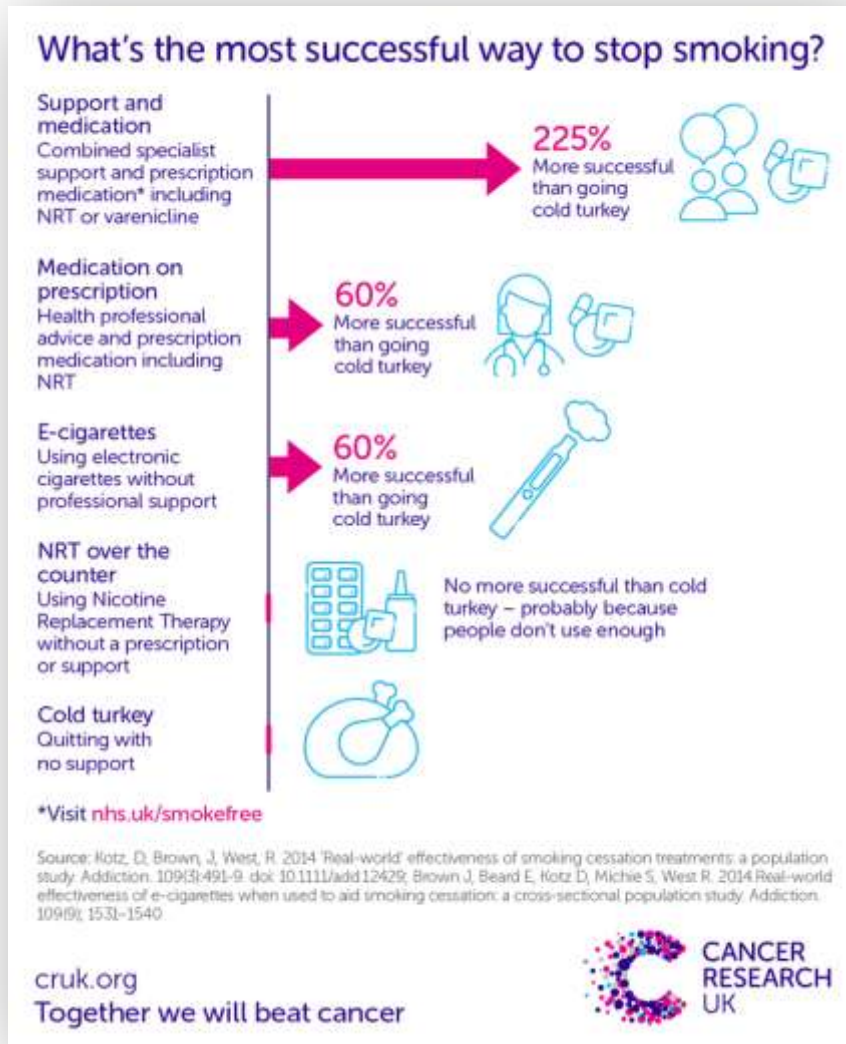 What's the most successful way to stop smoking?
Support and
medication
Combined specialist
support and prescription
medication* including
NRT or varenicline
225%
More successful
than going
cold turkey
Medication on
prescription
Health professional
advice and prescription
medication including
NRT
60%
More successful
than going
cold turkey
E-cigarettes
Using electronic
cigarettes without
professional support
60%
More successful
than going
cold turkey
NRT over the
counter
Using Nicotine
Replacement Therapy
without a prescription
or support
No more successful than cold
turkey – probably because
people don't use enough
Cold turkey
Quitting with
no support
*Visit nhs.uk/smokefree
Source: Kotz, D, Brown, J, West, R. 2014 'Real-world' effectiveness of smoking cessation treatments: a population
study. Addiction. 109(3):491-9. doi: 10.1111/add.12429; Brown J, Beard E, Kotz D, Michie S, West R. 2014 Real-world
effectiveness of e-cigarettes when used to aid smoking cessation: a cross-sectional population study. Addiction.
109(9); 1531–1540
cruk.org
Together we will beat cancer
CANCER
RESEARCH
UK